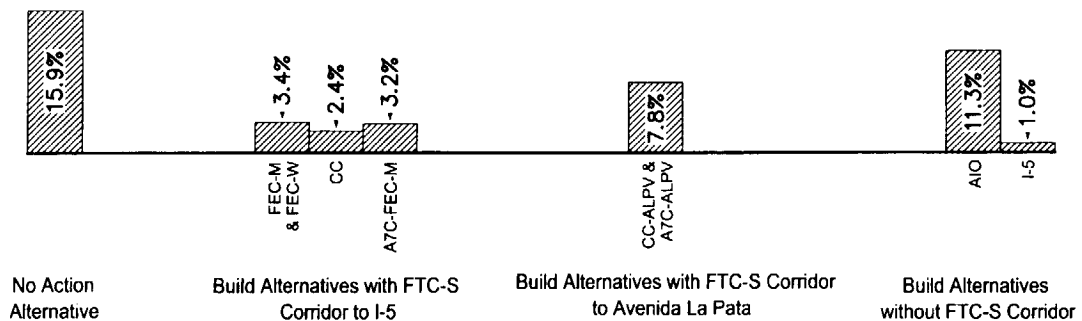 15.9%
3.4%
2.4%
3.2%
7.8%
11.3%
1.0%
FEC-M
& FEC-W
CC
A7C-FEC-M
CC-ALPV &
A7C-ALPV
AIO
I-5
No Action
Alternative
Build Alternatives with FTC-S
Corridor to I-5
Build Alternatives with FTC-S Corridor
to Avenida La Pata
Build Alternatives
without FTC-S Corridor